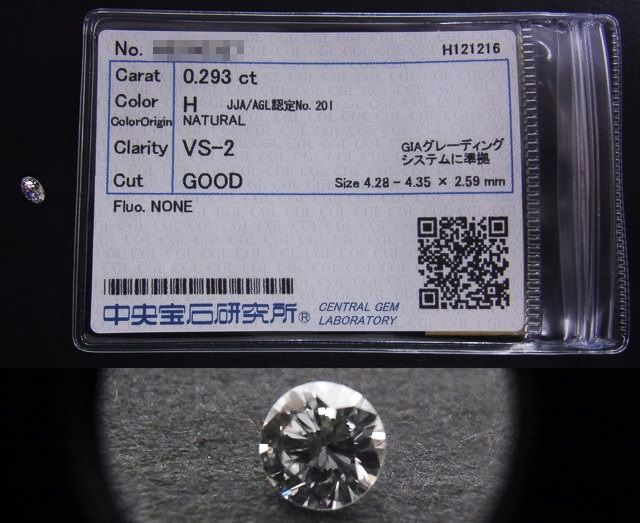 No.
H121216
Carat 0.293 ct
Color H JJA/AGL認定No.201
ColorOrigin NATURAL
Clarity VS-2
GIAグレーディング
システムに準拠
Cut GOOD Size 4.28 - 4.35 × 2.59 mm
Fluo. NONE
中央宝石研究所® CENTRAL GEM
LABORATORY